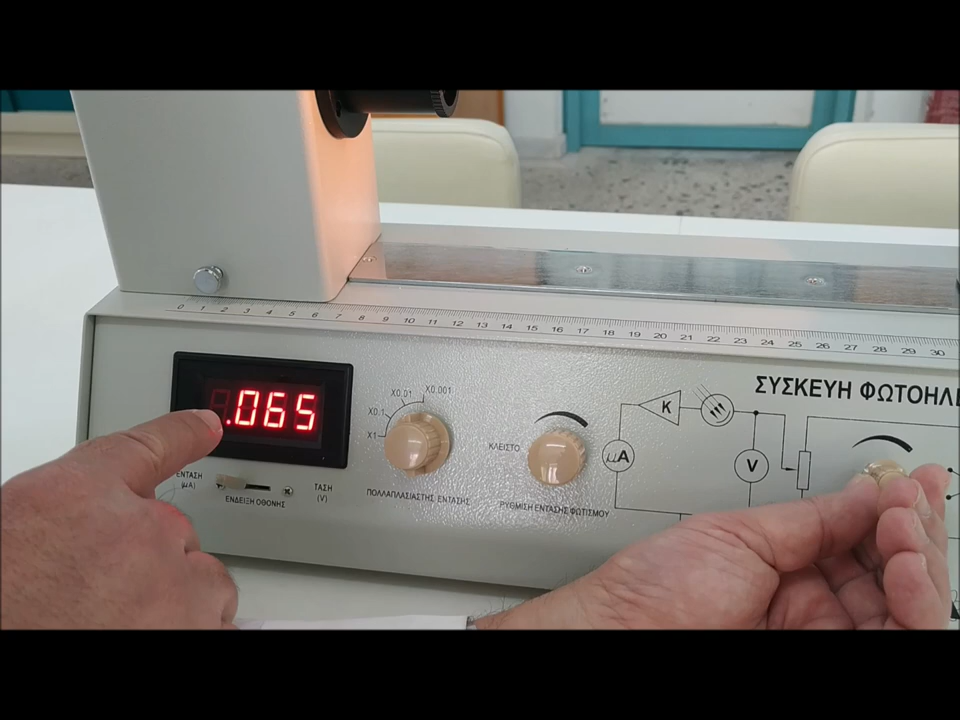 0 1 2 3 4 5 6 7 8 9 10 11 12 13 14 15 16 17 18 19 20 21 22 23 24 25 26 27 28 29 30
.065
X0.01 X0.001
X0.1
X1
ΣΥΣΚΕΥΗ ΦΩΤΟΗΛΕ
ΚΛΕΙΣΤΟ
K
μA
V
ΕΝΤΑΣΗ
(μA)
ΤΑΣΗ
(V)
ΕΝΔΕΙΞΗ ΟΘΟΝΗΣ
ΠΟΛΛΑΠΛΑΣΙΑΣΤΗΣ ΕΝΤΑΣΗΣ
ΡΥΘΜΙΣΗ ΕΝΤΑΣΗΣ ΦΩΤΙΣΜΟΥ